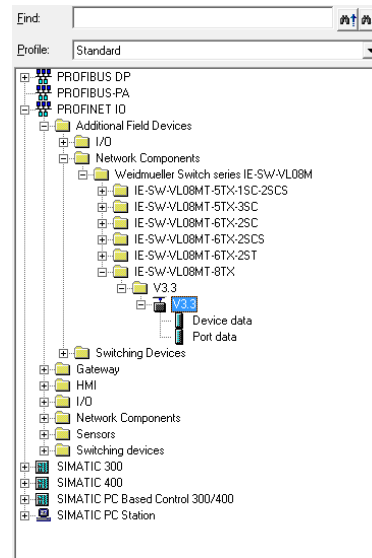 Find:
Profile: Standard
PROFIBUS DP
PROFIBUS-PA
PROFINET IO
Additional Field Devices
I/O
Network Components
Weidmueller Switch series IE-SW-VL08M
IE-SW-VL08MT-5TX-1SC-2SCS
IE-SW-VL08MT-5TX-3SC
IE-SW-VL08MT-6TX-2SC
IE-SW-VL08MT-6TX-2SCS
IE-SW-VL08MT-6TX-2ST
IE-SW-VL08MT-8TX
V3.3
V3.3
Device data
Port data
Switching Devices
Gateway
HMI
I/O
Network Components
Sensors
Switching devices
SIMATIC 300
SIMATIC 400
SIMATIC PC Based Control 300/400
SIMATIC PC Station